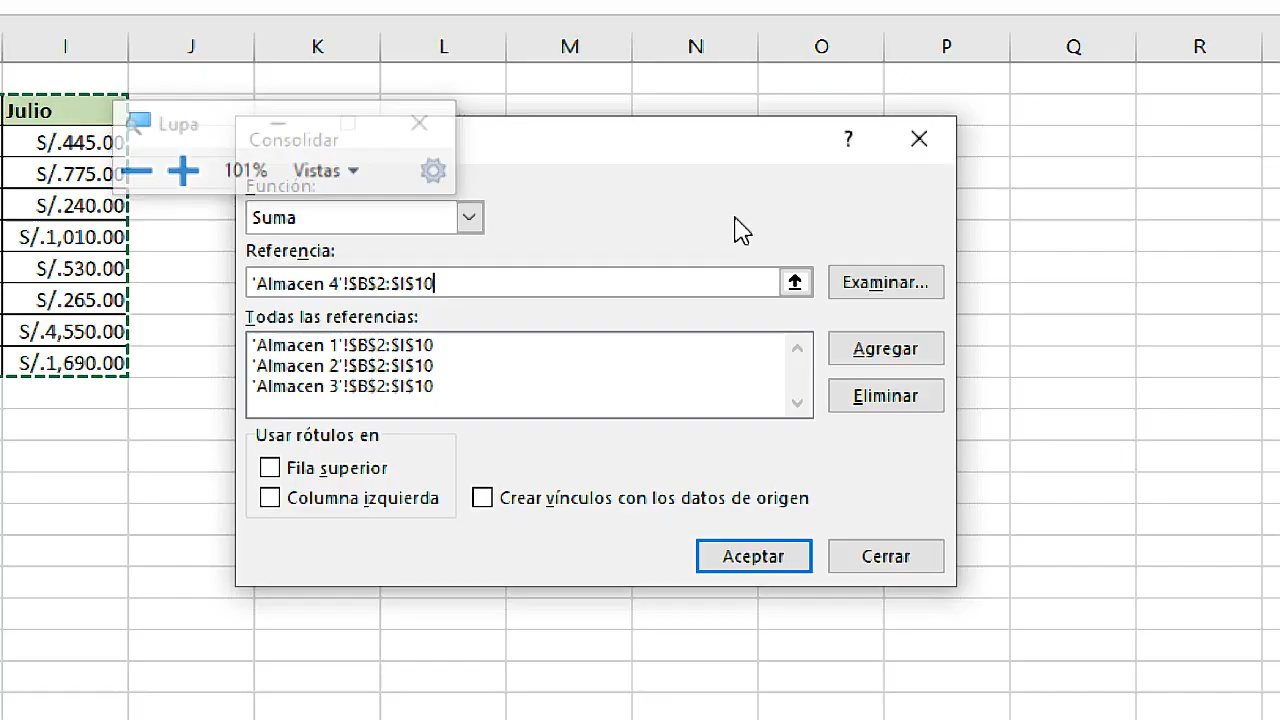 I J K L M N O P Q R
Julio
S/.445.00
S/.775.00
S/.240.00
S/.1,010.00
S/.530.00
S/.265.00
S/.4,550.00
S/.1,690.00
Lupa
101% Vistas
Consolidar ?
Función:
Suma
Referencia:
'Almacen 4'!$B$2:$I$10
Examinar...
Todas las referencias:
'Almacen 1'!$B$2:$I$10
'Almacen 2'!$B$2:$I$10
'Almacen 3'!$B$2:$I$10
Agregar
Eliminar
Usar rótulos en
Fila superior
Columna izquierda
Crear vínculos con los datos de origen
Aceptar
Cerrar